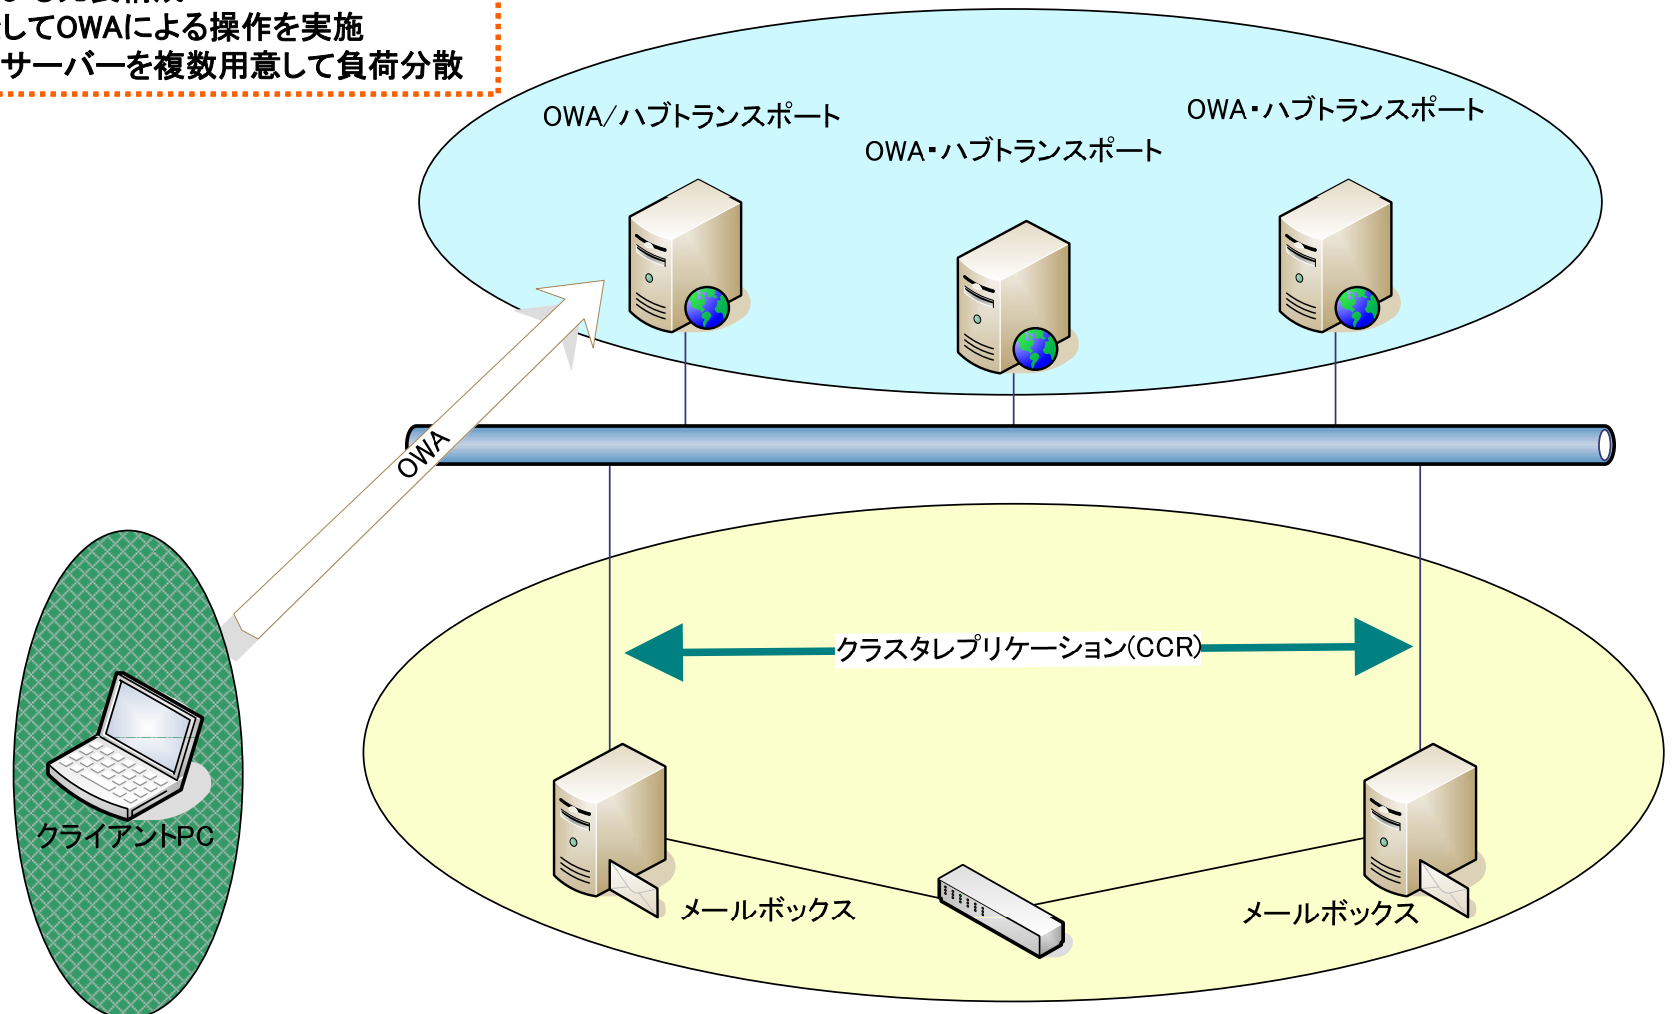 してOWAによる操作を実施
サーバーを複数用意して負荷分散
OWA/ハブトランスポート
OWA・ハブトランスポート
OWA・ハブトランスポート
OWA
クラスタレプリケーション(CCR)
クライアントPC
メールボックス
メールボックス